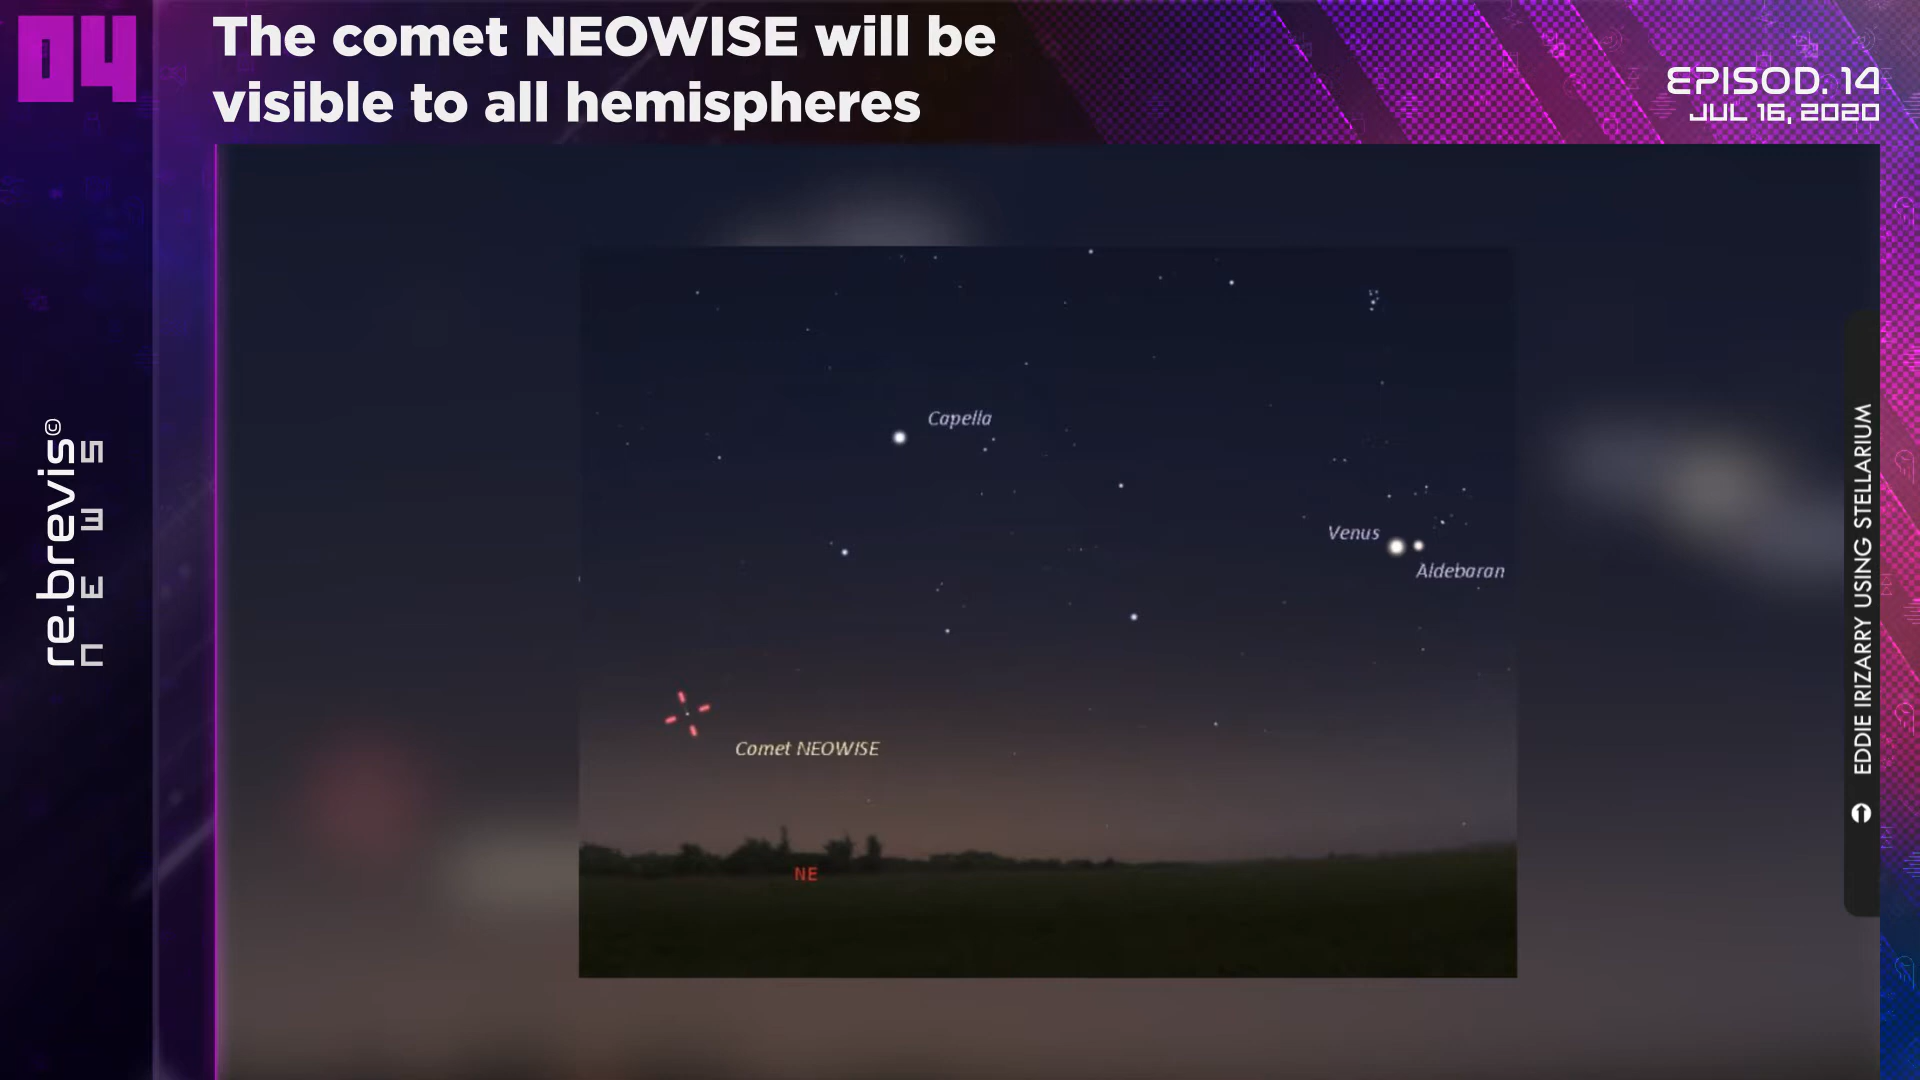 04
The comet NEOWISE will be
visible to all hemispheres
EPISOD. 14
JUL 16, 2020
re.brevis©
news
Capella
Venus
Aldebaran
Comet NEOWISE
NE
EDDIE IRIZARRY USING STELLARIUM